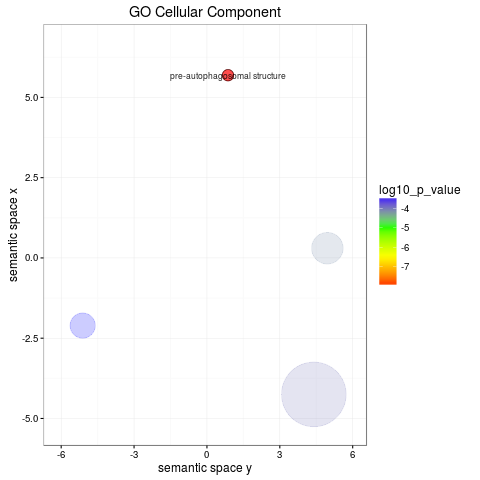 GO Cellular Component
pre-autophagosomal structure
5.0
2.5
0.0
-2.5
-5.0
semantic space x
-6 -3 0 3 6
semantic space y
log10_p_value
-4
-5
-6
-7